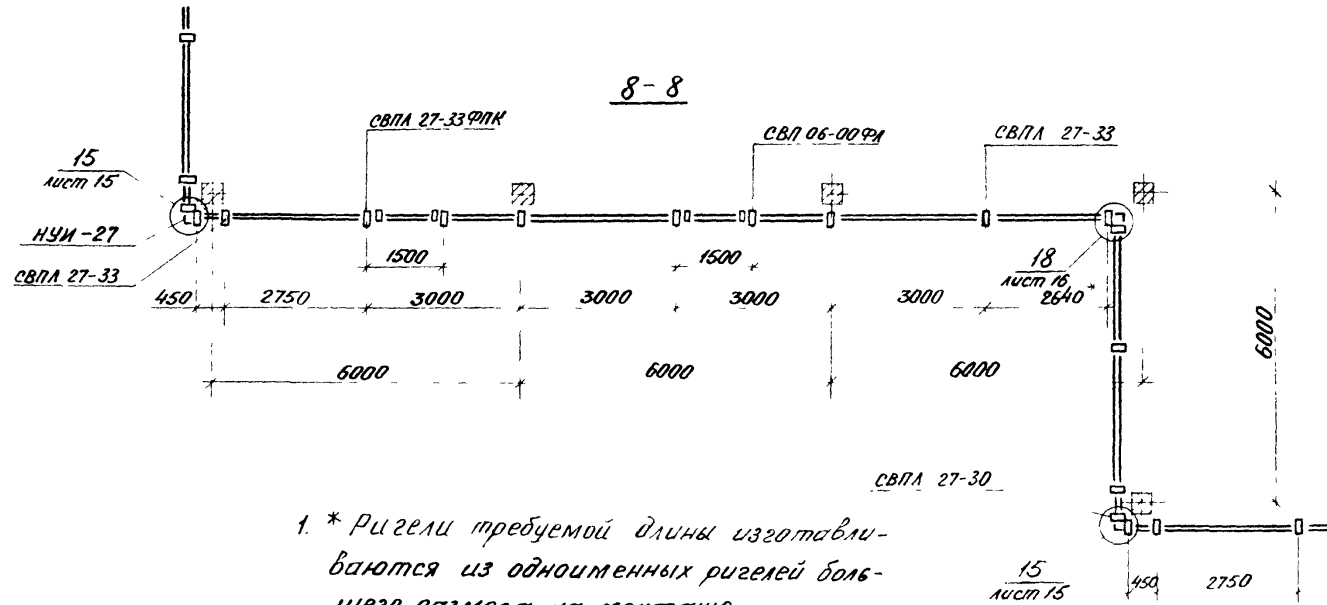 8-8
СВПЛ 27-33ФПК
СВП 06-00ФЛ
СВПЛ 27-33
15
лист 15
НУИ-27
СВПЛ 27-33
1500
1500
18
лист 16
450
2750
3000
3000
3000
3000
2640*
6000
6000
6000
6000
СВПЛ 27-30
1. * Ригели требуемой длины изготавли-
ваются из одноименных ригелей боль-
15
лист 15
450
2750